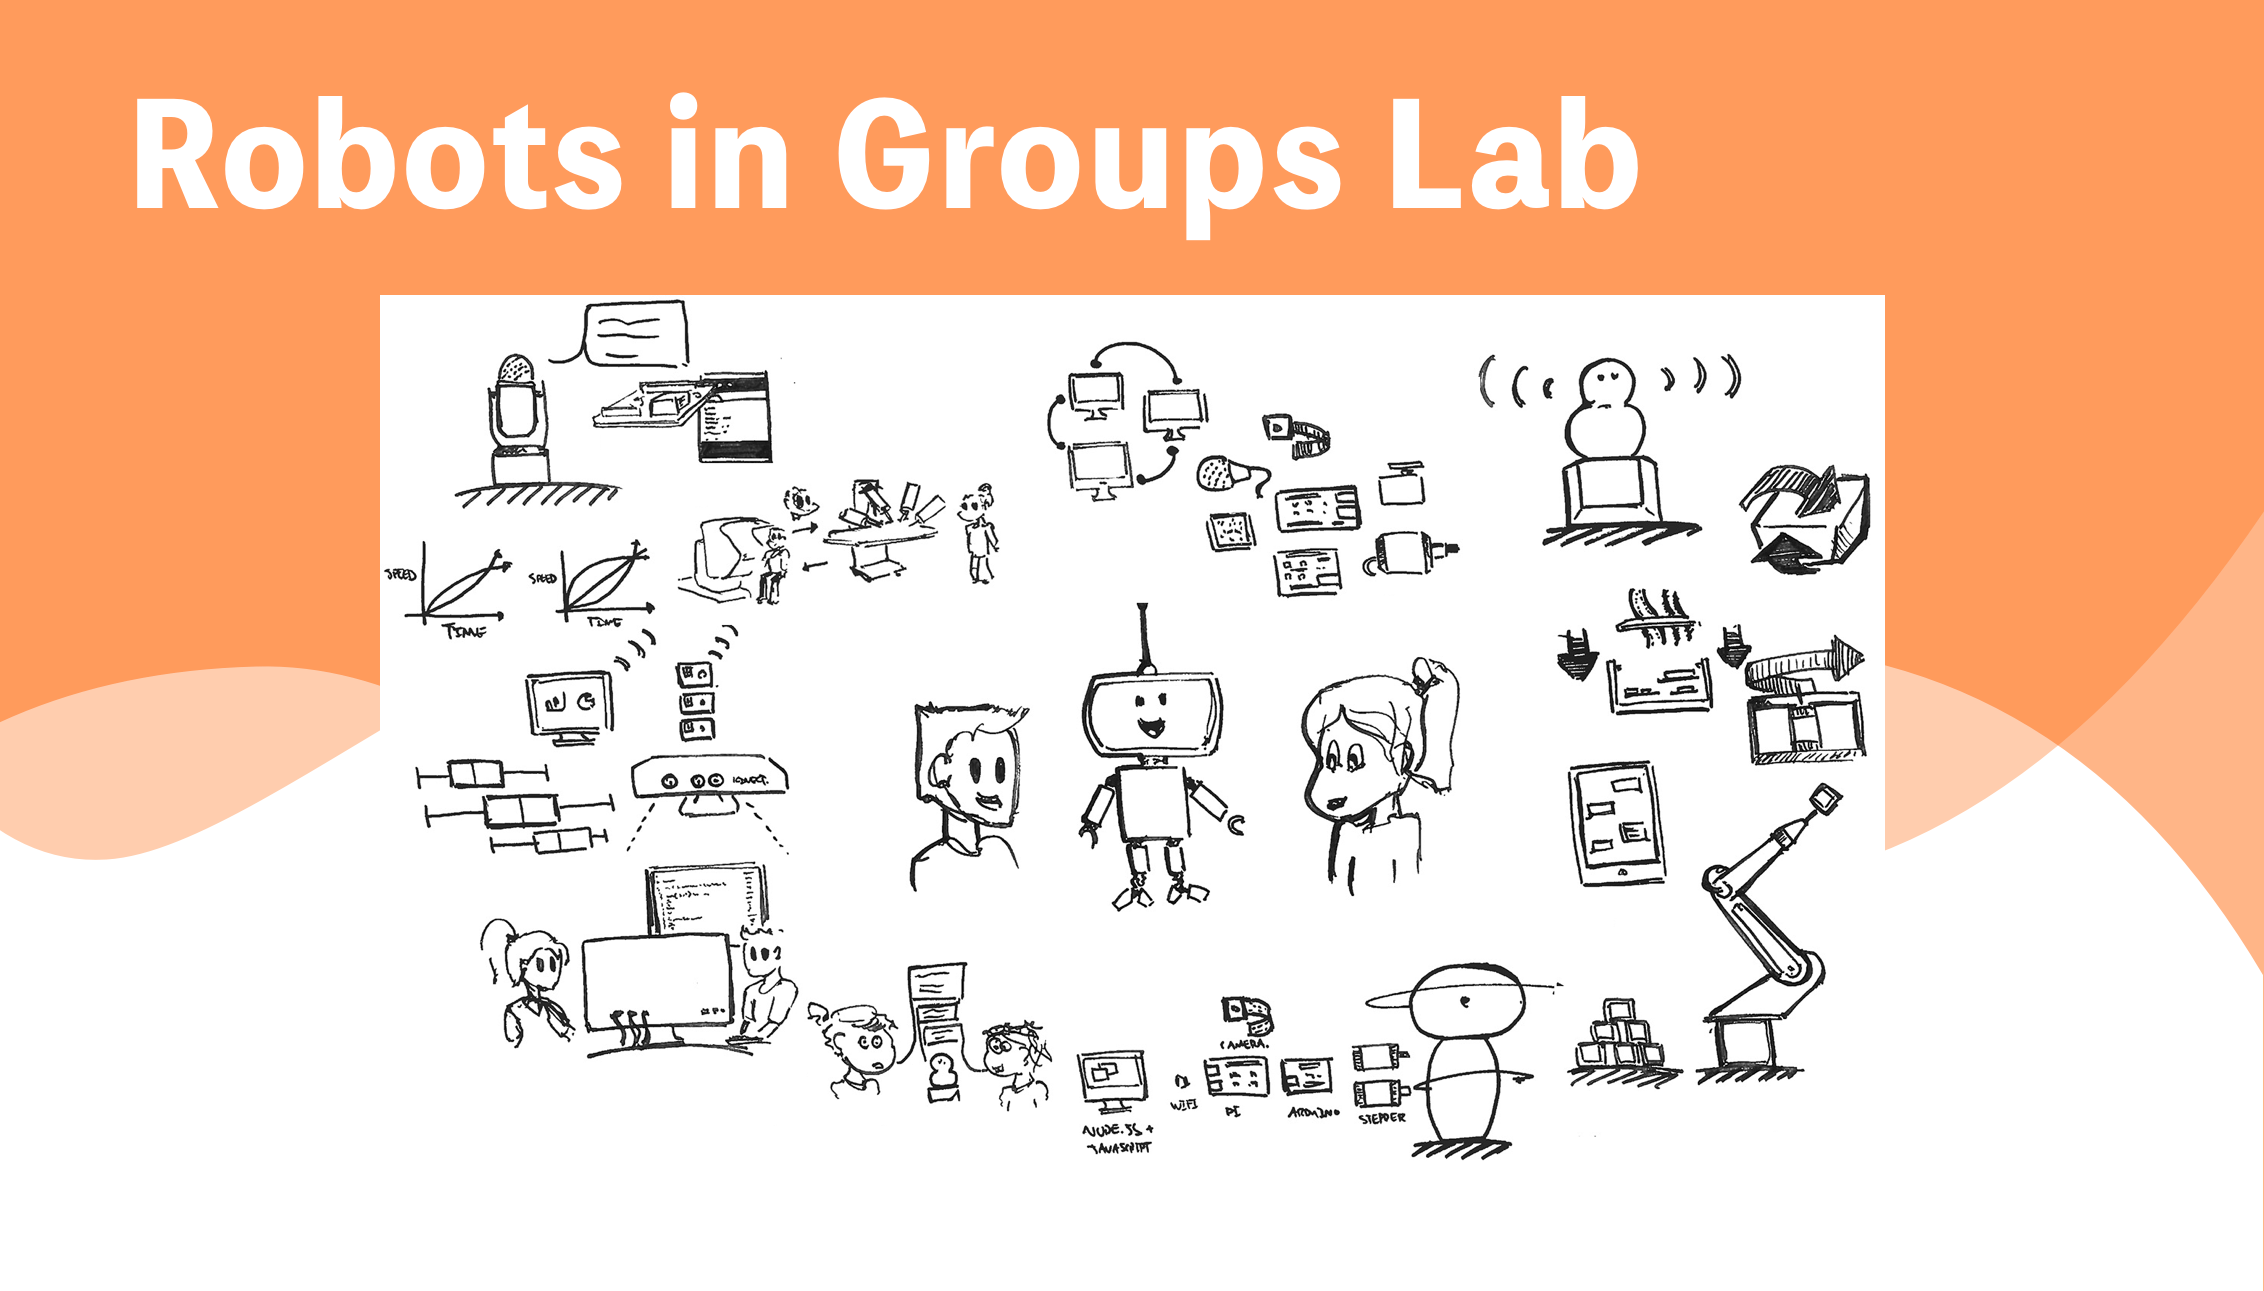 Robots in Groups Lab
SPEED
TIME
SPEED
TIME
KINECT
CAMERA.
WIFI
PI
ARDUINO
STEPPER
NODE.JS +
JAVASCRIPT